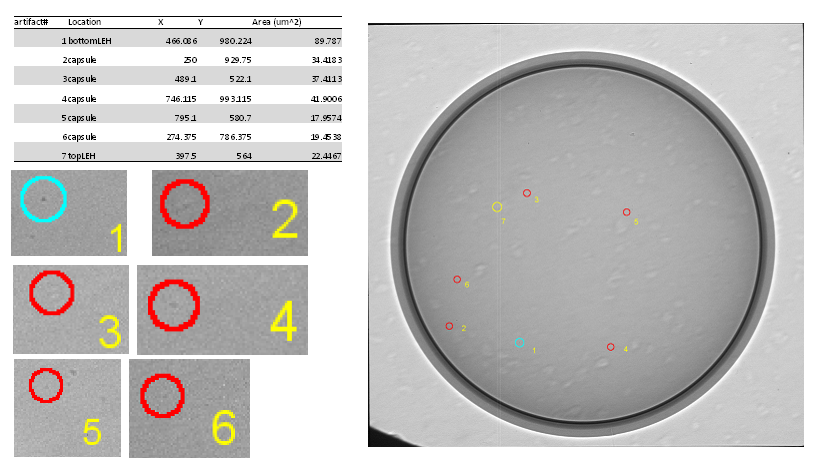 artifact# Location X Y Area (um^2)
1 bottomLEH 466.086 980.224 89.787
2 capsule 250 929.75 34.4183
3 capsule 489.1 522.1 37.4113
4 capsule 746.115 993.115 41.9006
5 capsule 795.1 580.7 17.9574
6 capsule 274.375 786.375 19.4538
7 topLEH 397.5 564 22.4467
1 2
3 4
5 6
3
5
7
6
2
1 4